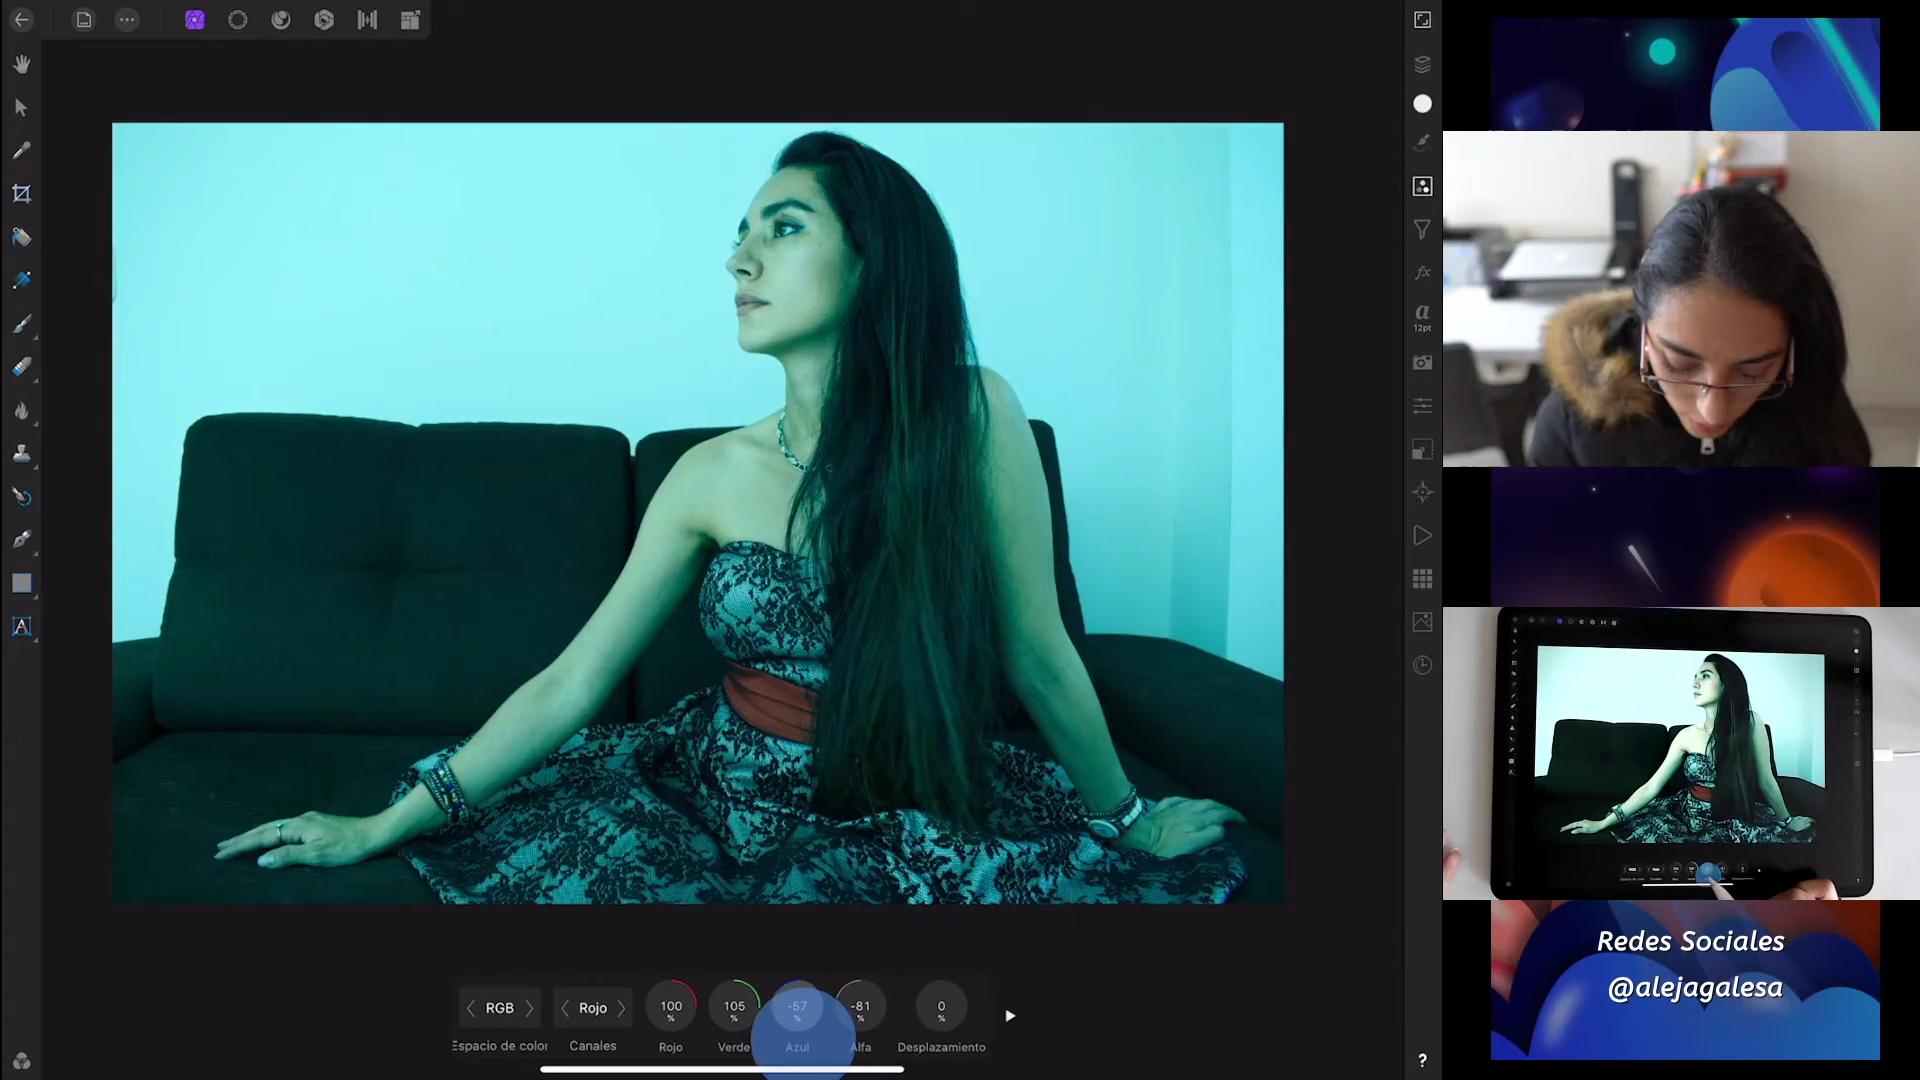 a
12pt
A
RGB
Rojo
100
%
105
%
-57
%
-81
%
0
%
Espacio de color
Canales
Rojo
Verde
Azul
Alfa
Desplazamiento
?
Redes Sociales
@alejagalesa